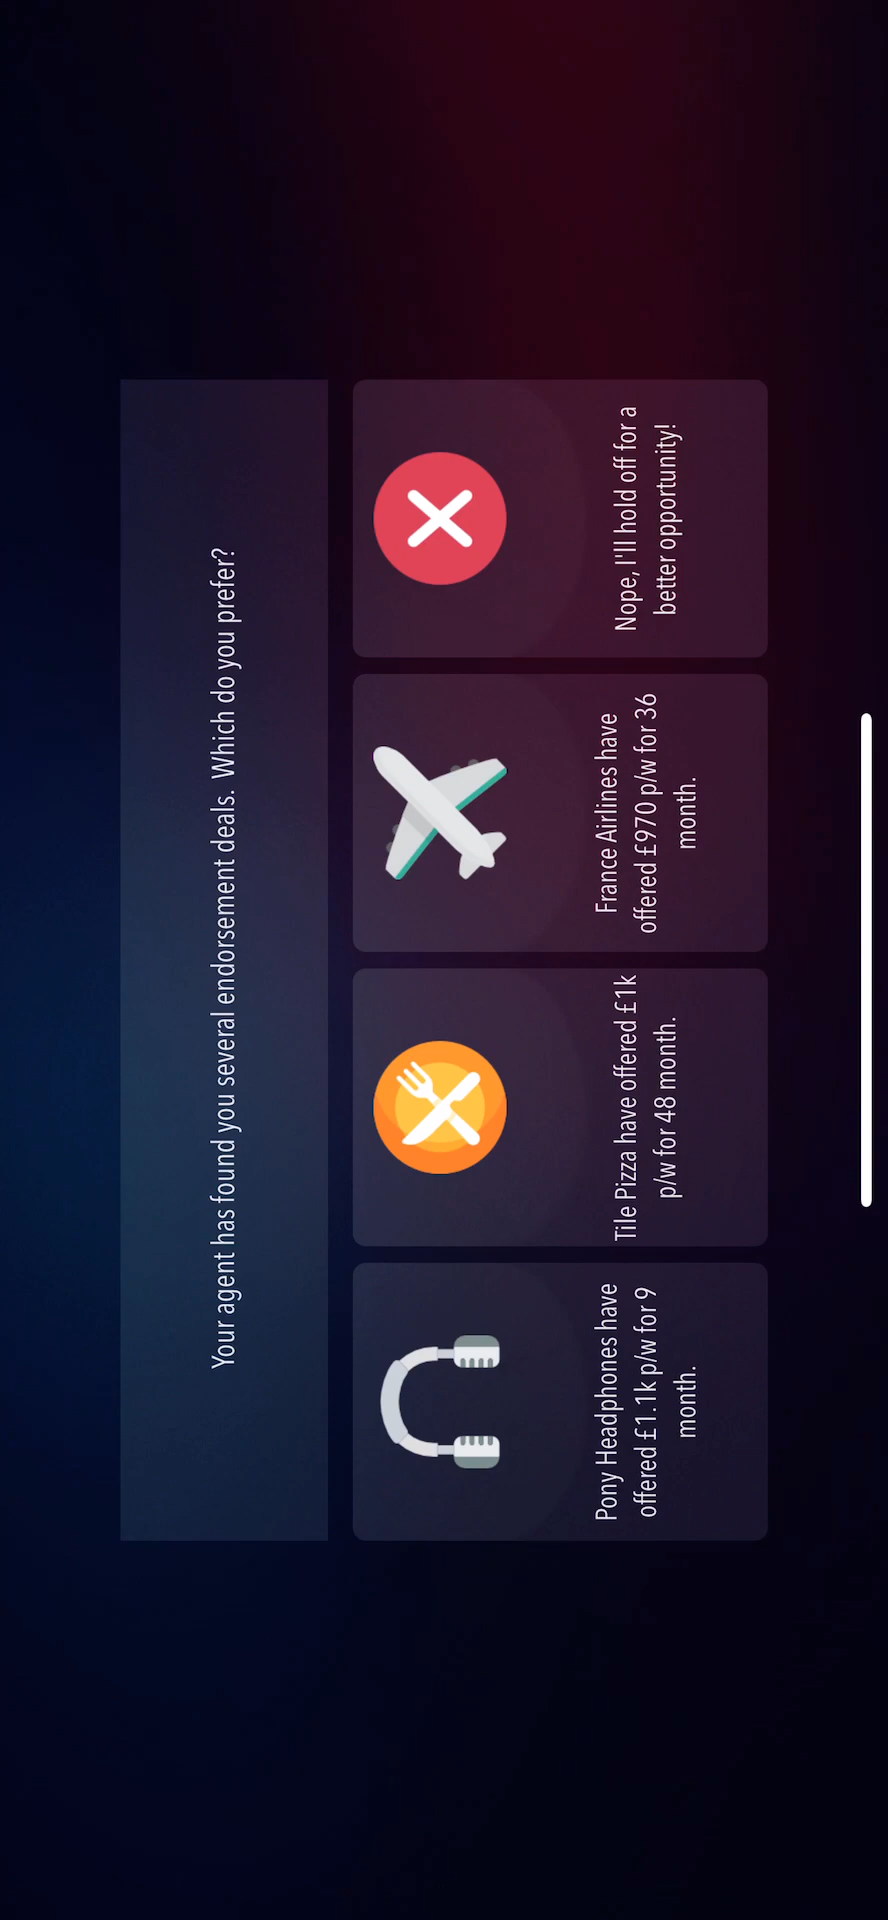 Your agent has found you several endorsement deals.  Which do you prefer?
Pony Headphones have
offered £1.1k p/w for 9
month.
Tile Pizza have offered £1k
p/w for 48 month.
France Airlines have
offered £970 p/w for 36
month.
Nope, I'll hold off for a
better opportunity!